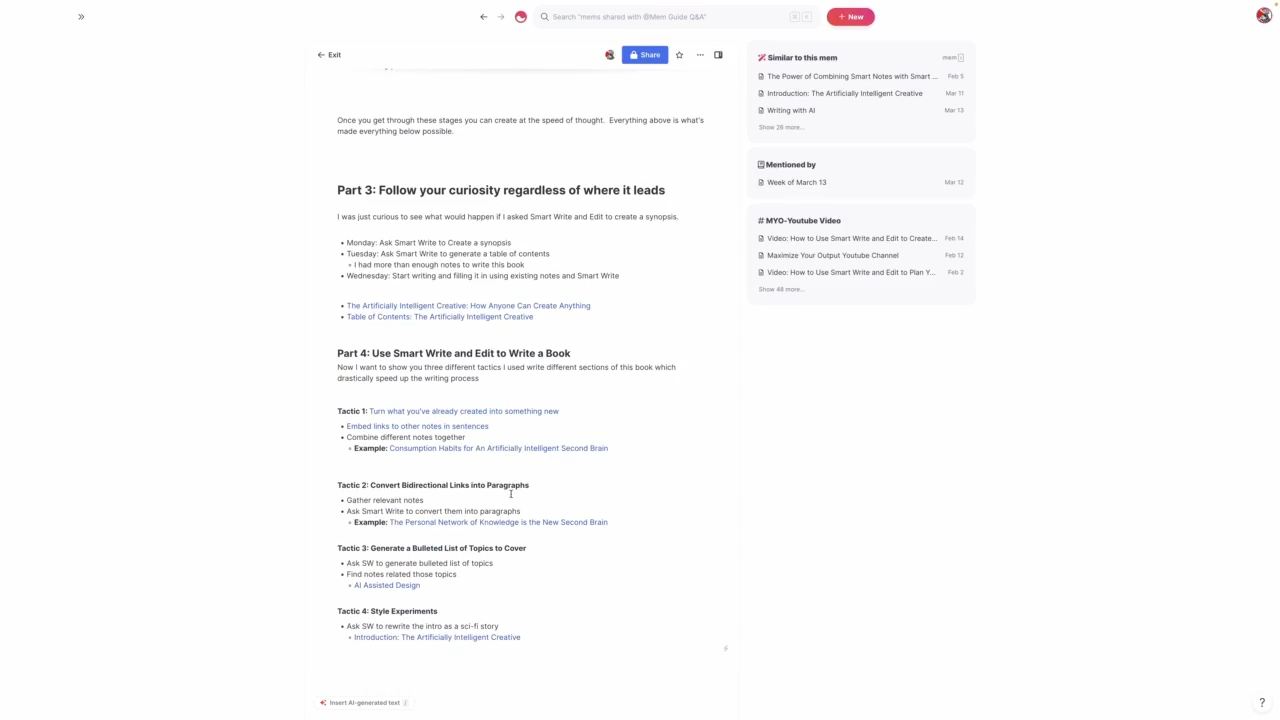 Search "mems shared with @Mem Guide Q&A"
⌘ K
+ New
← Exit
Share
Once you get through these stages you can create at the speed of thought.  Everything above is what's
made everything below possible.
Part 3: Follow your curiosity regardless of where it leads
I was just curious to see what would happen if I asked Smart Write and Edit to create a synopsis.
• Monday: Ask Smart Write to Create a synopsis
• Tuesday: Ask Smart Write to generate a table of contents
◦ I had more than enough notes to write this book
• Wednesday: Start writing and filling it in using existing notes and Smart Write
• The Artificially Intelligent Creative: How Anyone Can Create Anything
• Table of Contents: The Artificially Intelligent Creative
Part 4: Use Smart Write and Edit to Write a Book
Now I want to show you three different tactics I used write different sections of this book which
drastically speed up the writing process
Tactic 1: Turn what you've already created into something new
• Embed links to other notes in sentences
• Combine different notes together
◦ Example: Consumption Habits for An Artificially Intelligent Second Brain
Tactic 2: Convert Bidirectional Links into Paragraphs
• Gather relevant notes
• Ask Smart Write to convert them into paragraphs
◦ Example: The Personal Network of Knowledge is the New Second Brain
Tactic 3: Generate a Bulleted List of Topics to Cover
• Ask SW to generate bulleted list of topics
• Find notes related those topics
◦ AI Assisted Design
Tactic 4: Style Experiments
• Ask SW to rewrite the intro as a sci-fi story
◦ Introduction: The Artificially Intelligent Creative
Insert AI-generated text /
Similar to this mem
mem
The Power of Combining Smart Notes with Smart ... Feb 5
Introduction: The Artificially Intelligent Creative Mar 11
Writing with AI Mar 13
Show 26 more...
Mentioned by
Week of March 13 Mar 12
# MYO-Youtube Video
Video: How to Use Smart Write and Edit to Create... Feb 14
Maximize Your Output Youtube Channel Feb 12
Video: How to Use Smart Write and Edit to Plan Y... Feb 2
Show 48 more...
?